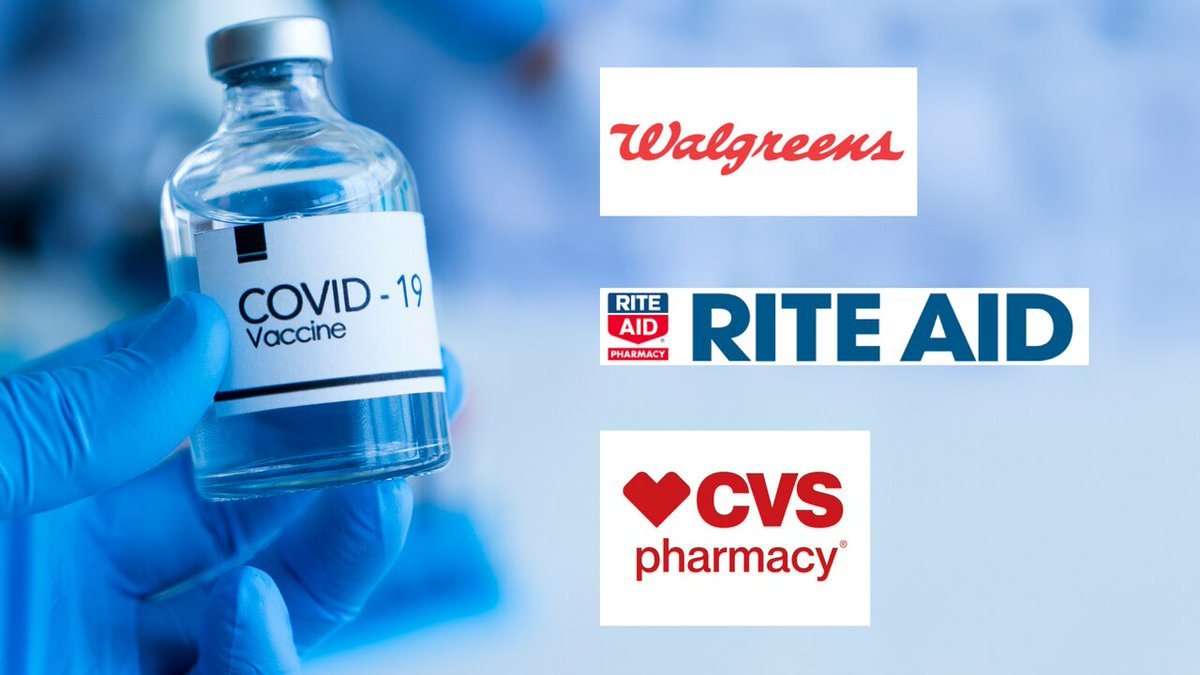 COVID - 19
Vaccine
Walgreens
RITE
AID
PHARMACY
RITE AID
CVS
pharmacy®